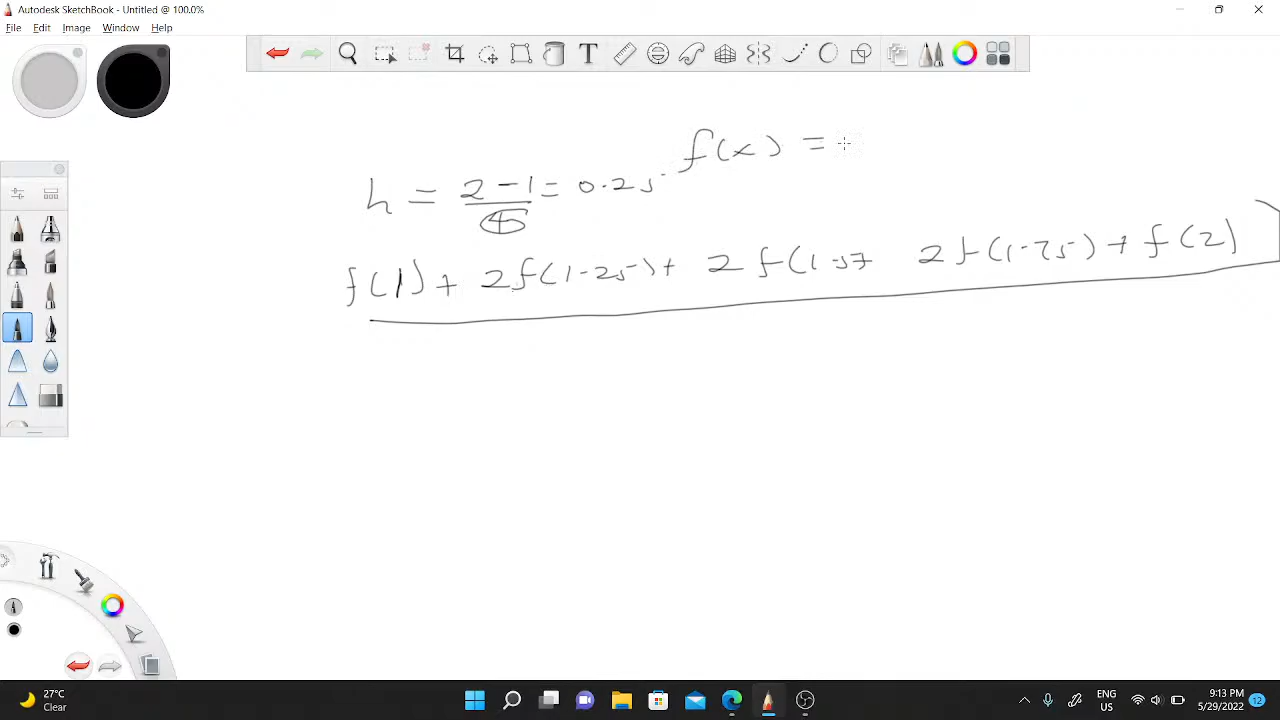 Autodesk SketchBook - Untitled @ 100.0%
File Edit Image Window Help
T
f(x) =
h = 2 - 1 / 4 = 0.25
f(1) + 2f(1.25) + 2f(1.5+ 2f(1.75) + f(2)
27°C
Clear
ENG
US
9:13 PM
5/29/2022
12